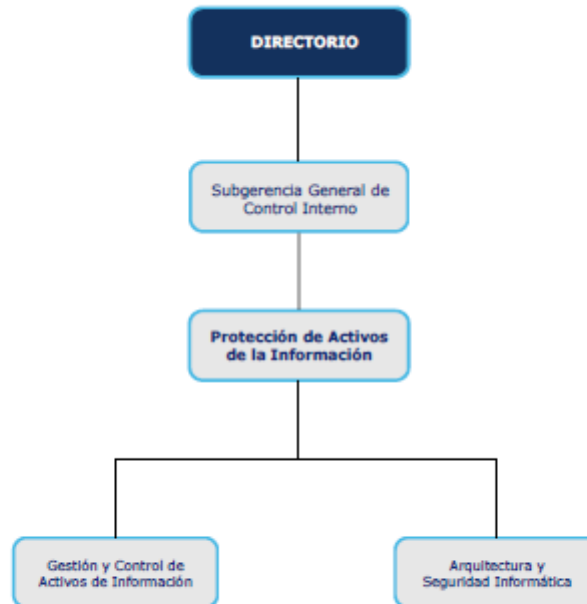 DIRECTORIO
Subgerencia General de
Control Interno
Protección de Activos
de la Información
Gestión y Control de
Activos de Información
Arquitectura y
Seguridad Informática